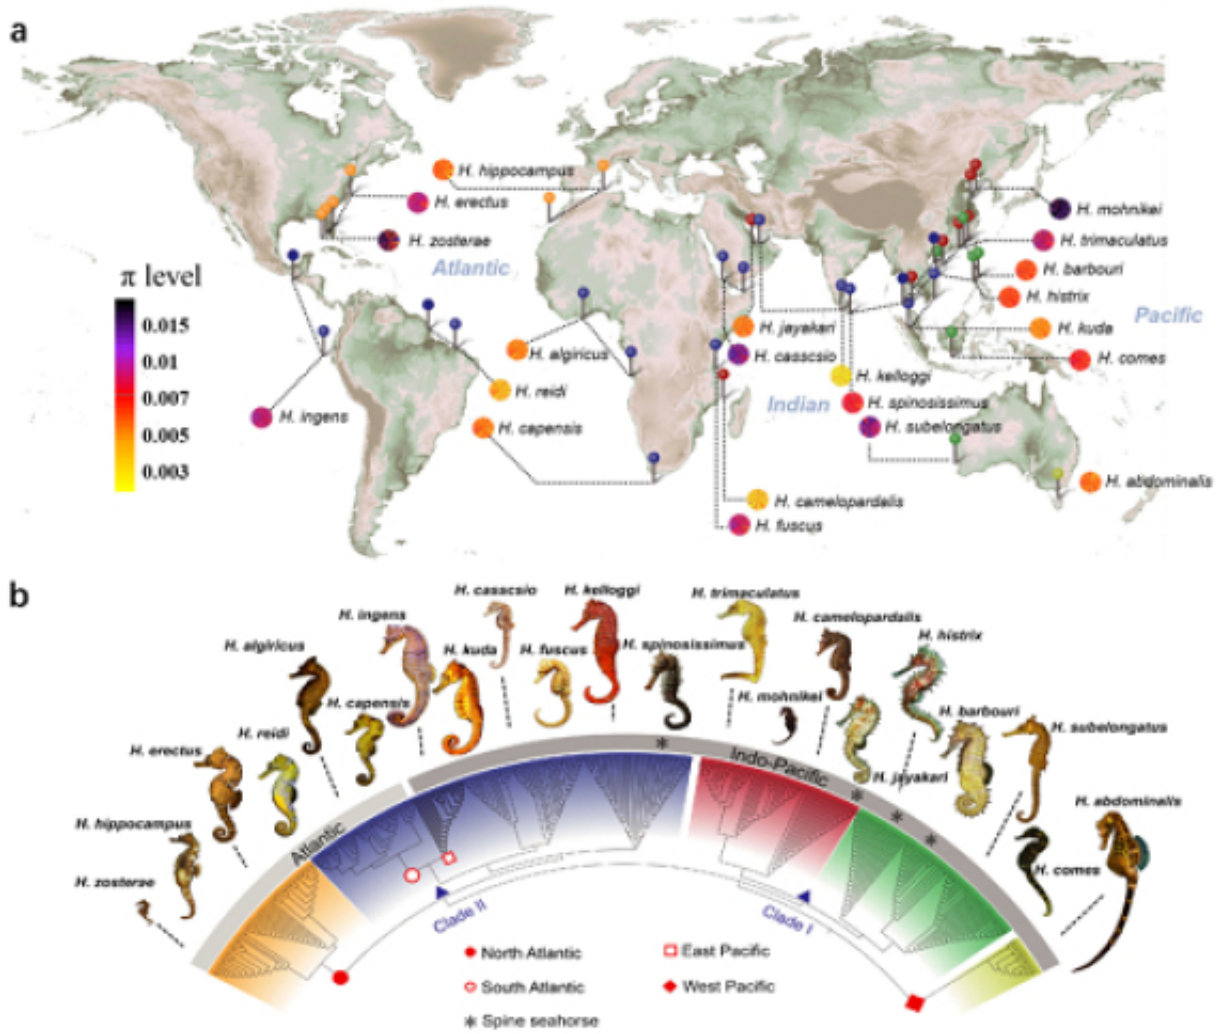 a
H. hippocampus
H. erectus
H. mohnikei
H. zosterae
H. trimaculatus
Atlantic
H. barbouri
π level
H. histrix
0.015
Pacific
H. jayakari
H. kuda
0.01
H. algiricus
H. casscsio
H. comes
0.007
H. reidi
H. kelloggi
H. ingens
Indian
H. spinosissimus
0.005
H. capensis
H. subelongatus
0.003
H. abdominalis
H. camelopardalis
H. fuscus
b
H. casacsio
H. kelloggi
H. trimaculatus
H. ingens
H. camelopardalis
H. histrix
H. algiricus
H. kuda
H. fuscus
H. spinosissimus
H. capensis
H. mohnikei
H. barbouri
H. reidi
H. subelongatus
H. erectus
Indo-Pacific
H. jayakari
H. abdominalis
H. hippocampus
Atlantic
H. comes
H. zosterae
Clade II
Clade I
North Atlantic
East Pacific
South Atlantic
West Pacific
* Spine seahorse